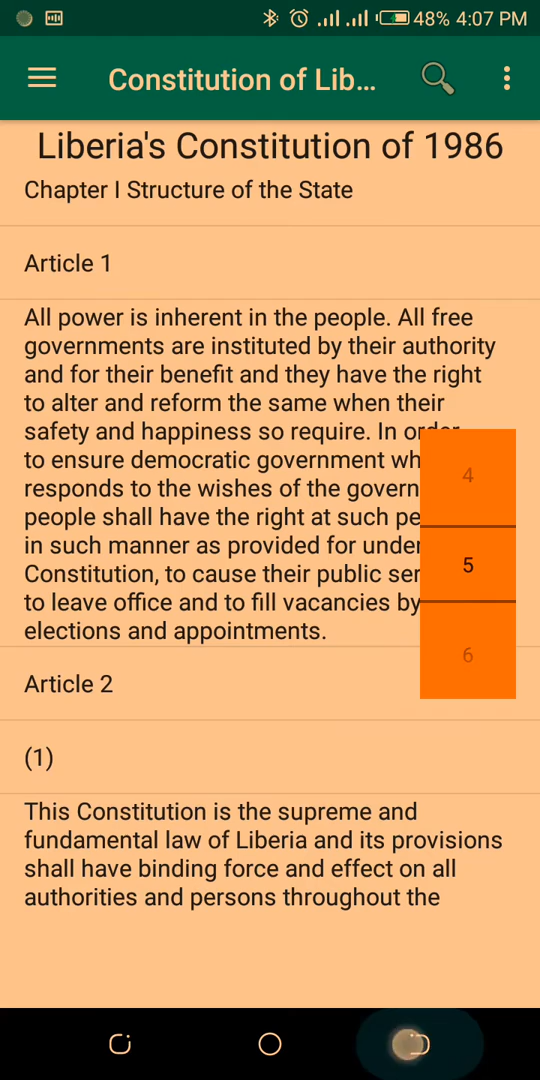 48% 4:07 PM
Constitution of Lib...
Liberia's Constitution of 1986
Chapter I Structure of the State
Article 1
All power is inherent in the people. All free
governments are instituted by their authority
and for their benefit and they have the right
to alter and reform the same when their
safety and happiness so require. In order
to ensure democratic government wh
responds to the wishes of the govern
people shall have the right at such pe
in such manner as provided for under
Constitution, to cause their public ser
to leave office and to fill vacancies by
elections and appointments.
4
5
6
Article 2
(1)
This Constitution is the supreme and
fundamental law of Liberia and its provisions
shall have binding force and effect on all
authorities and persons throughout the